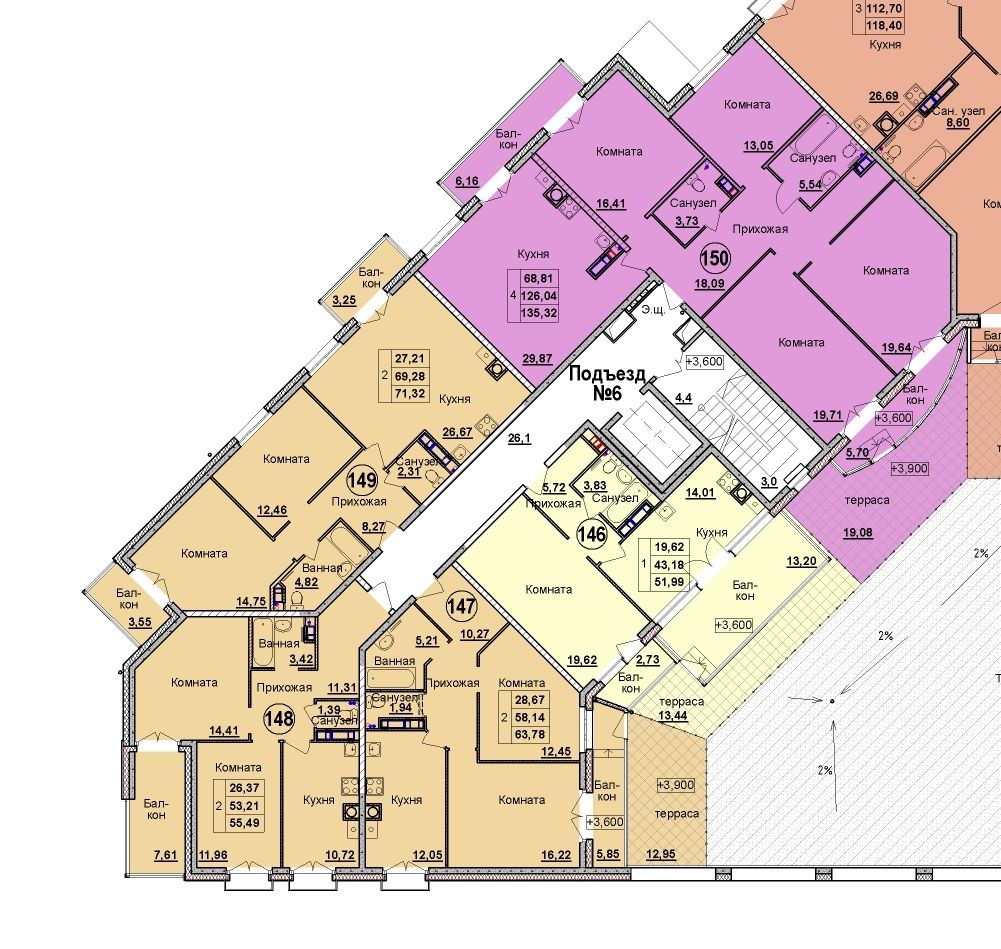 3
112,70
118,40
Кухня
26,69
Сан. узел
8,60
Ком
Комната
13,05
Санузел
5,54
Бал-
кон
6,16
Комната
16,41
Санузел
3,73
Прихожая
150
18,09
Кухня
4
68,81
126,04
135,32
29,87
Комната
19,64
Комната
19,71
Бал-
кон
+3,600
5,70
+3,900
терраса
19,08
Бал-
кон
Э.щ.
+3,600
Подъезд
№6
4,4
3,0
26,1
Бал-
кон
3,25
2
27,21
69,28
71,32
Кухня
26,67
Комната
12,46
149
Прихожая
8,27
Санузел
2,31
Комната
14,75
Ванная
4,82
Бал-
кон
3,55
5,72
Прихожая
3,83
Санузел
146
14,01
Кухня
1
19,62
43,18
51,99
Комната
19,62
13,20
Бал-
кон
+3,600
2,73
Бал-
кон
терраса
13,44
147
10,27
5,21
Ванная
Прихожая
Санузел
1,94
Комната
2
28,67
58,14
63,78
12,45
Кухня
12,05
Комната
16,22
Бал-
кон
+3,600
5,85
+3,900
терраса
12,95
Ванная
3,42
Комната
14,41
Прихожая
11,31
148
1,39
Санузел
Комната
2
26,37
53,21
55,49
11,96
Кухня
10,72
Бал-
кон
7,61
2%
2%
2%